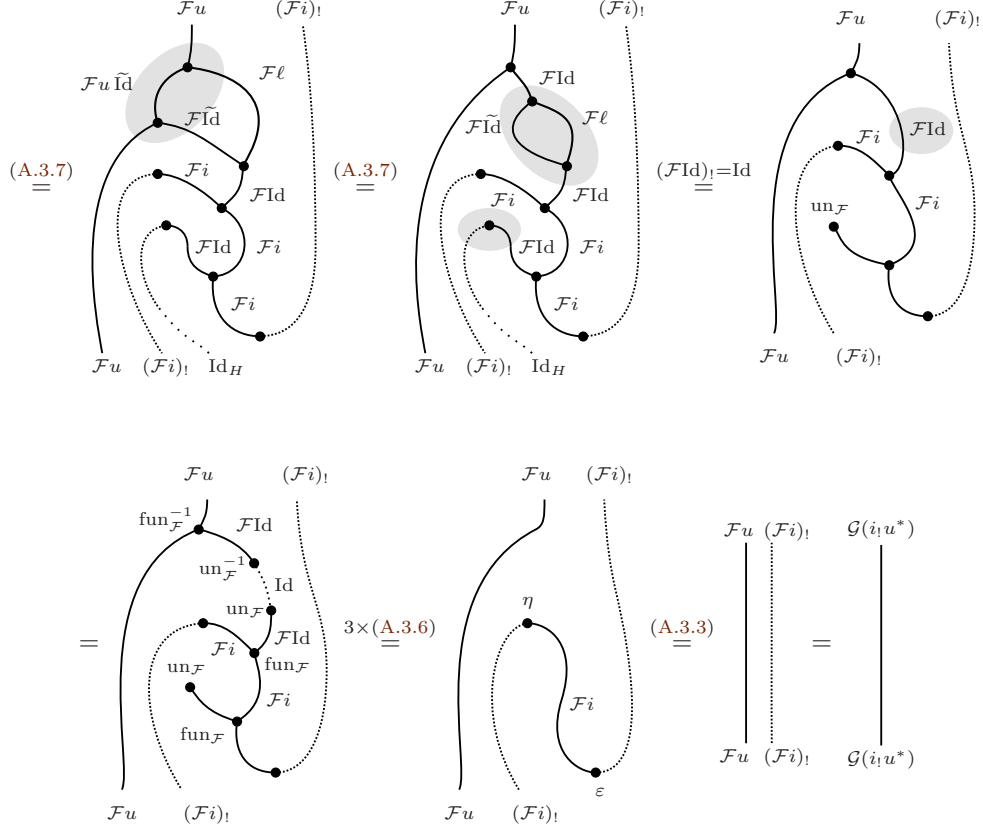 𝓕u (𝓕i)! 𝓕u (𝓕i)! 𝓕u (𝓕i)!
𝓕u Ĩd 𝓕ℓ 𝓕Id
𝓕Ĩd 𝓕Ĩd 𝓕ℓ 𝓕Id
(A.3.7) = 𝓕i (A.3.7) = (𝓕Id)!=Id = 𝓕i
𝓕Id 𝓕i 𝓕Id un_𝓕 𝓕i
𝓕Id 𝓕i 𝓕Id 𝓕i
𝓕i 𝓕i
𝓕u (𝓕i)! Id_H 𝓕u (𝓕i)! Id_H 𝓕u (𝓕i)!
𝓕u (𝓕i)! 𝓕u (𝓕i)!
fun_𝓕^{-1} 𝓕Id 𝓕u (𝓕i)! 𝓖(i!u*)
un_𝓕^{-1} Id
un_𝓕 η
= 𝓕i 𝓕Id 3×(A.3.6) = (A.3.3) = =
un_𝓕 fun_𝓕
𝓕i 𝓕i
fun_𝓕 𝓕u (𝓕i)! 𝓖(i!u*)
ε
𝓕u (𝓕i)! 𝓕u (𝓕i)!